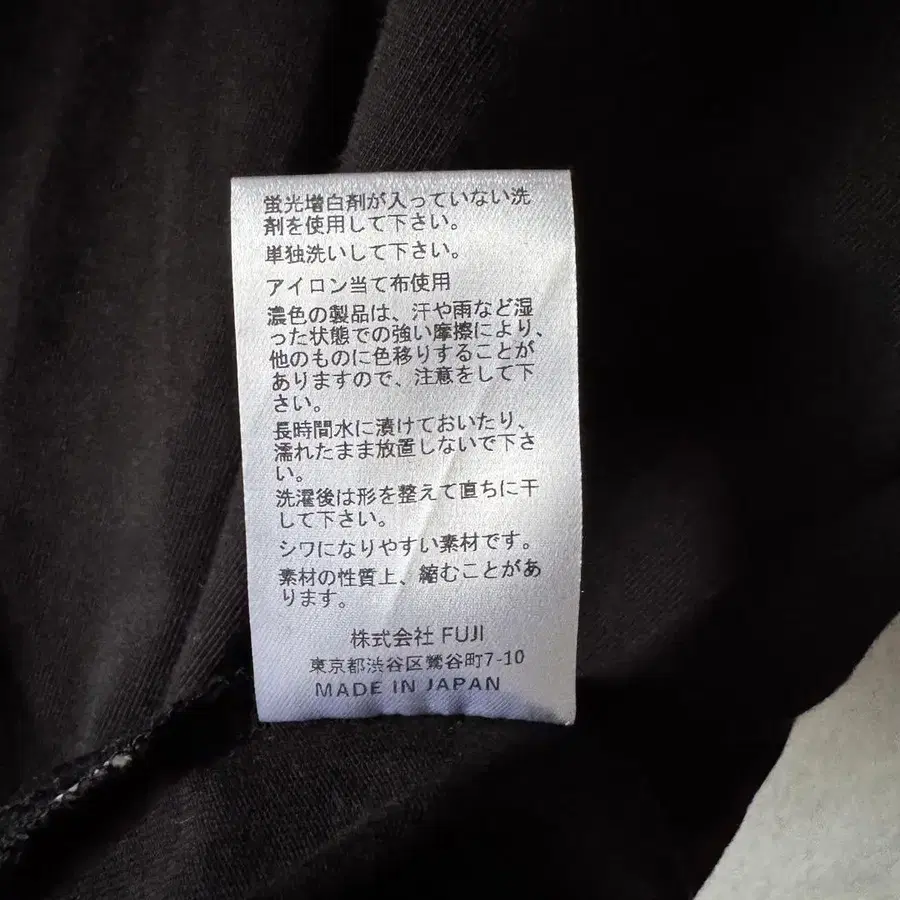 蛍光増白剤が入っていない洗
剤を使用して下さい。
単独洗いして下さい。
アイロン当て布使用
濃色の製品は、汗や雨など湿
った状態での強い摩擦により、
他のものに色移りすることが
ありますので、注意をして下
さい。
長時間水に漬けておいたり、
濡れたまま放置しないで下さ
い。
洗濯後は形を整えて直ちに干
して下さい。
シワになりやすい素材です。
素材の性質上、縮むことがあ
ります。
株式会社 FUJI
東京都渋谷区鶯谷町7-10
MADE IN JAPAN